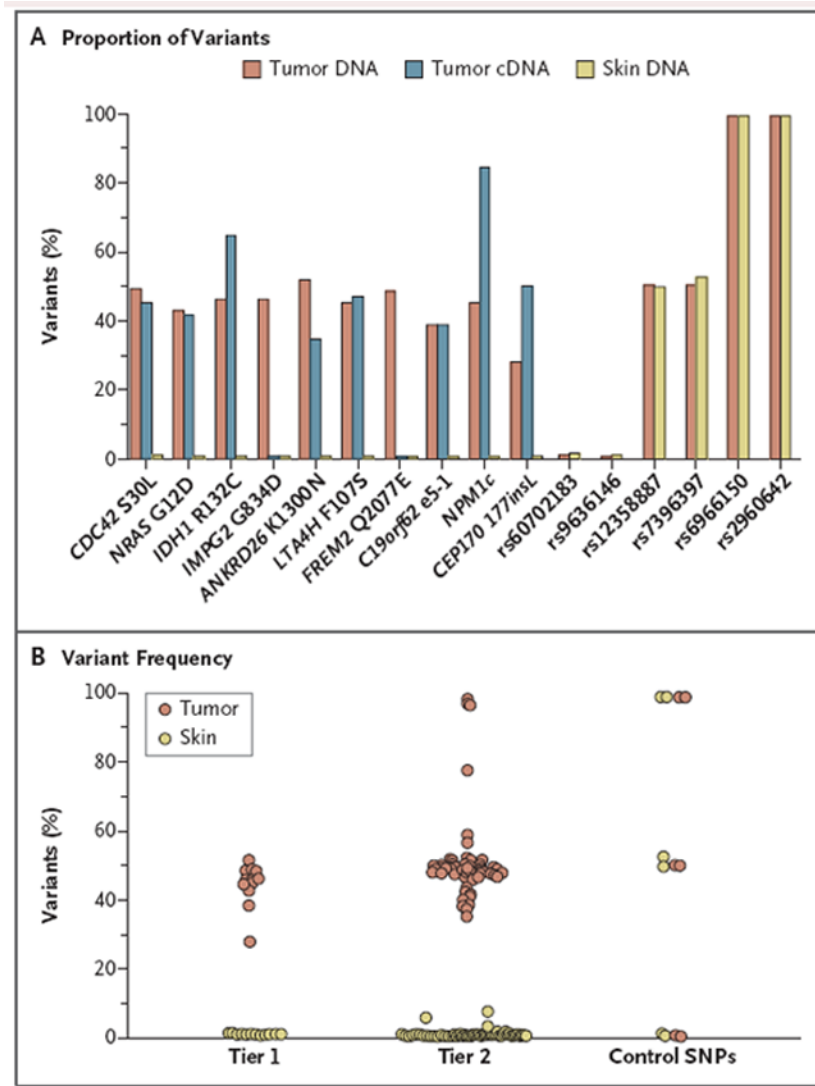 A Proportion of Variants
Tumor DNA Tumor cDNA Skin DNA
Variants (%)
100
80
60
40
20
0
CDC42 S30L
NRAS G12D
IDH1 R132C
IMPG2 G834D
ANKRD26 K1300N
LTA4H F107S
FREM2 Q2077E
C19orf62 e5-1
NPM1c
CEP170 177insL
rs60702183
rs9636146
rs12358887
rs7396397
rs6966150
rs2960642
B Variant Frequency
Tumor
Skin
Variants (%)
100
80
60
40
20
0
Tier 1 Tier 2 Control SNPs